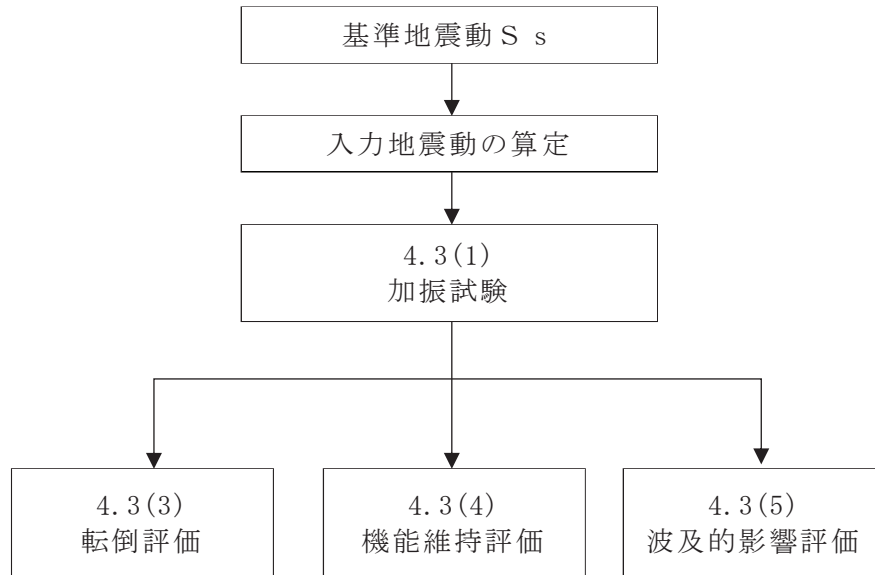 基準地震動Ｓｓ
入力地震動の算定
4.3(1)
加振試験
4.3(3)
転倒評価
4.3(4)
機能維持評価
4.3(5)
波及的影響評価